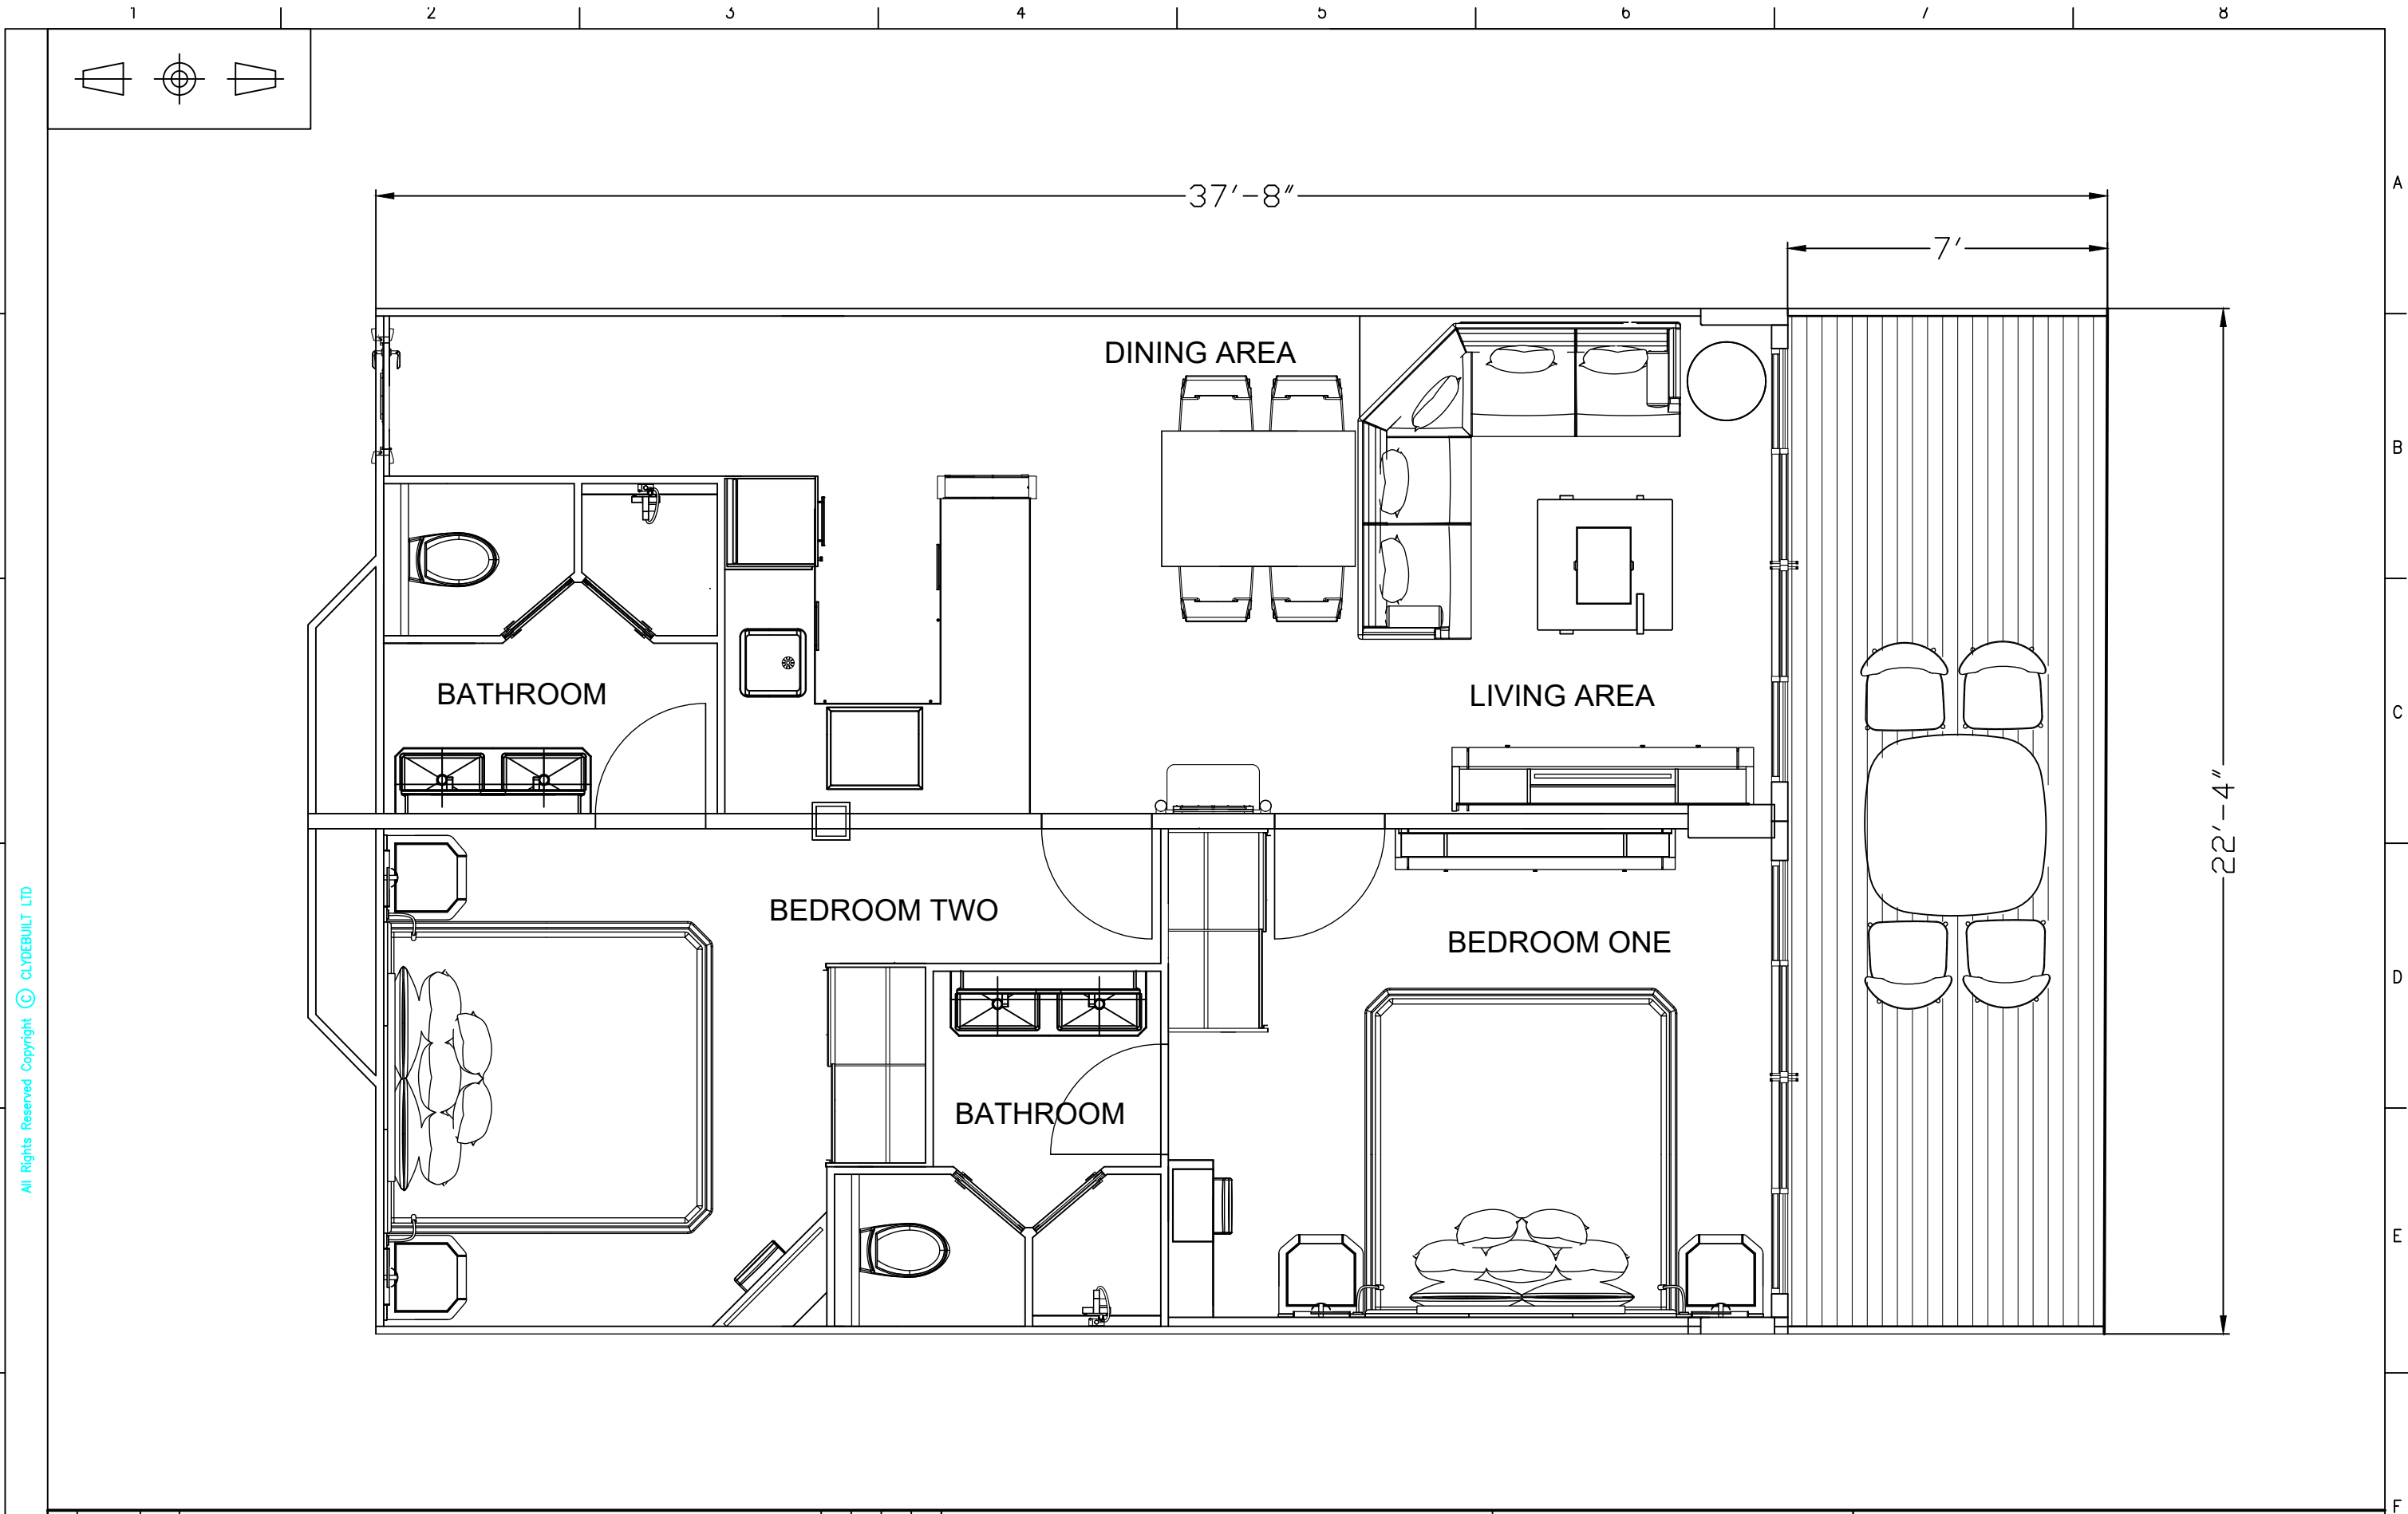 1 2 3 4 5 6 7 8
37'-8"
A
7'
DINING AREA
B
BATHROOM
LIVING AREA
C
22'-4"
BEDROOM TWO
BEDROOM ONE
D
All Rights Reserved Copyright © CLYDEBUILT LTD
BATHROOM
E
F